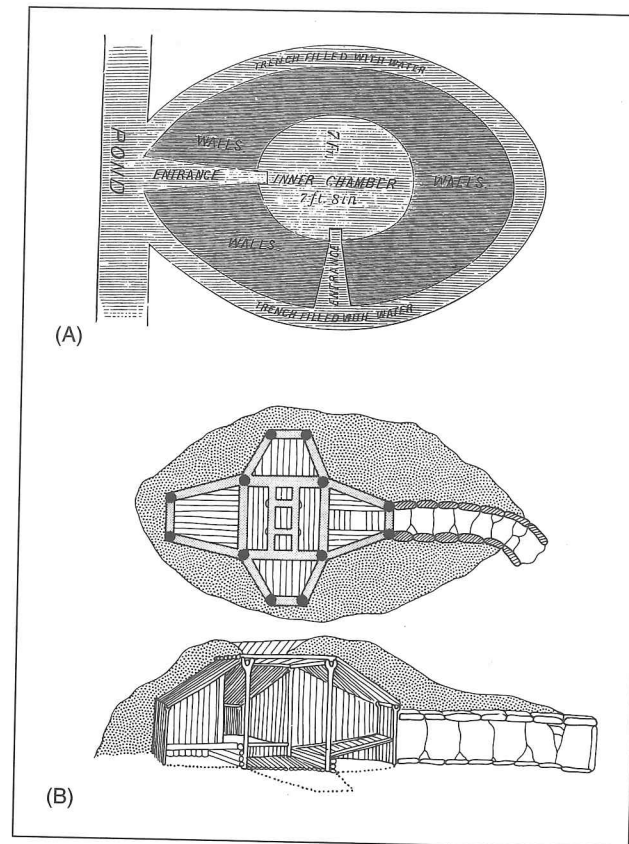 TRENCH FILLED WITH WATER
POND
WALLS
7 Ft.
ENTRANCE
INNER CHAMBER
WALLS.
7 ft. 8 in.
WALLS.
ENTRANCE
TRENCH FILLED WITH WATER
(A)
(B)